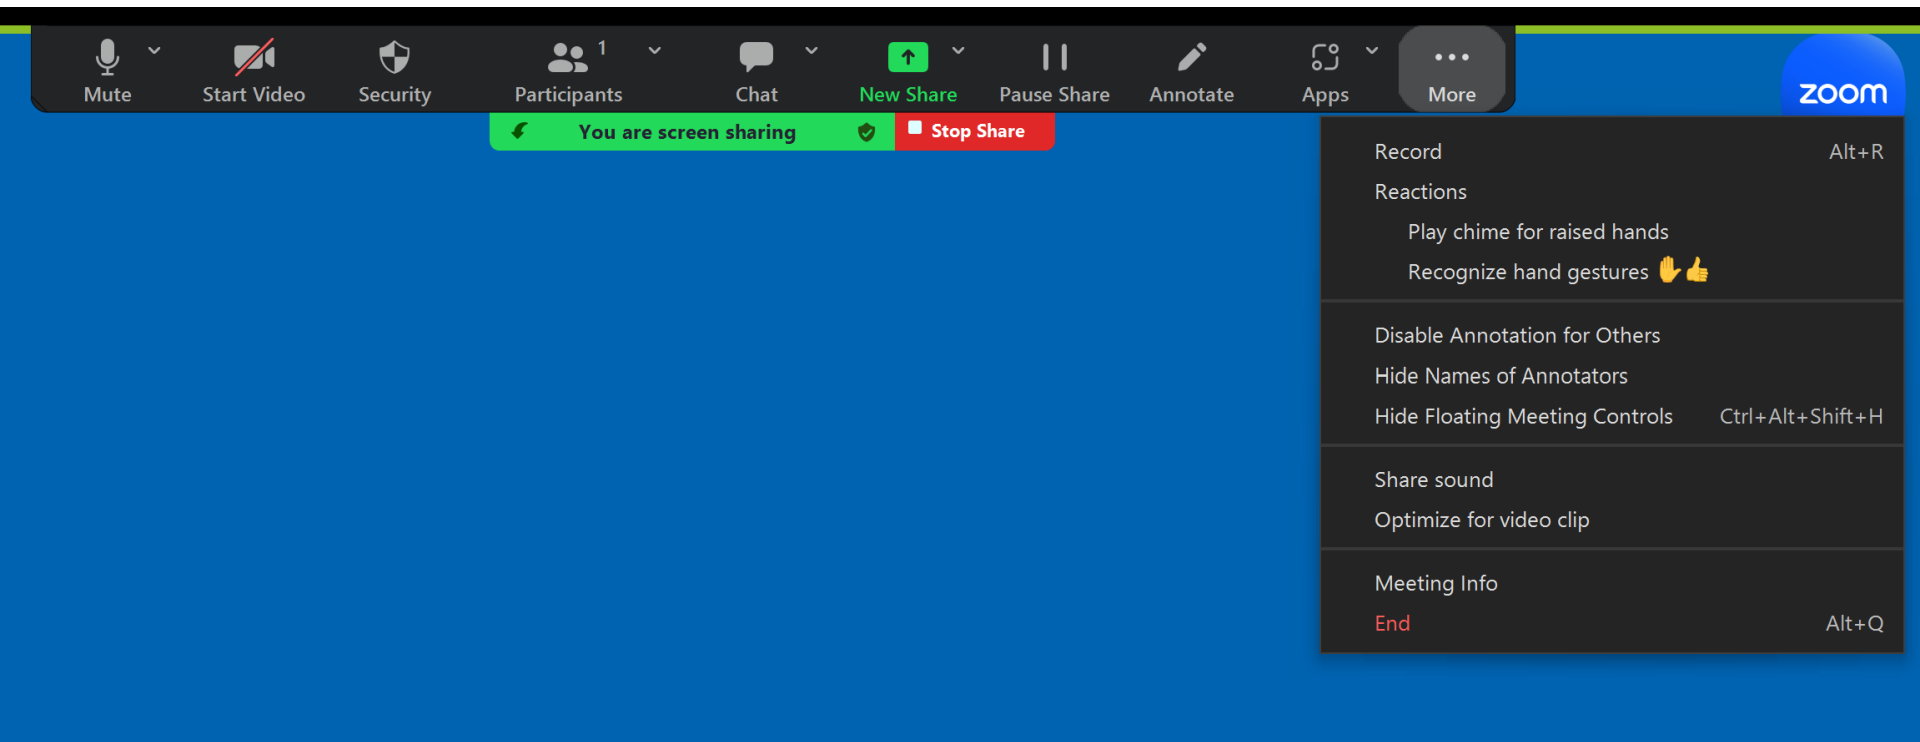 Mute
Start Video
Security
Participants 1
Chat
New Share
Pause Share
Annotate
Apps
More
zoom
You are screen sharing
Stop Share
Record Alt+R
Reactions
Play chime for raised hands
Recognize hand gestures ✋👍
Disable Annotation for Others
Hide Names of Annotators
Hide Floating Meeting Controls Ctrl+Alt+Shift+H
Share sound
Optimize for video clip
Meeting Info
End Alt+Q